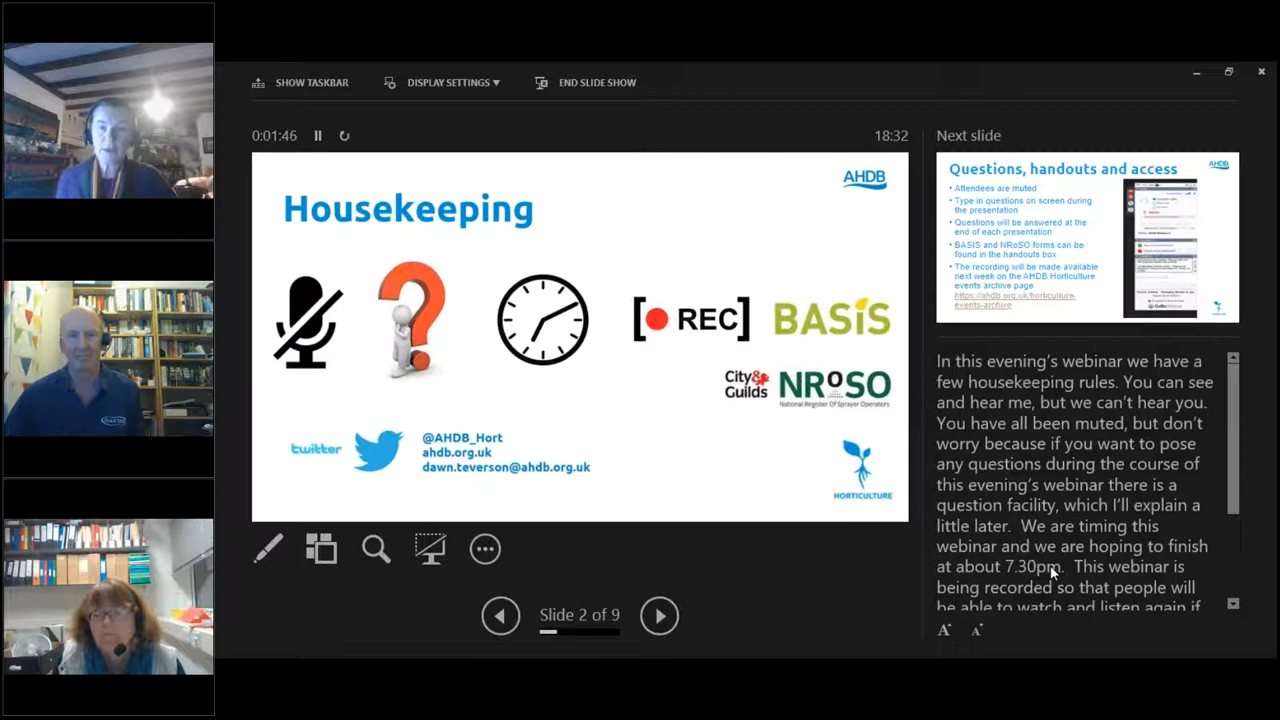 SHOW TASKBAR
DISPLAY SETTINGS
END SLIDE SHOW
0:01:46
18:32
AHDB
Housekeeping
[REC]
BASIS
City&
Guilds
NRoSO
National Register Of Sprayer Operators
twitter
@AHDB_Hort
ahdb.org.uk
dawn.teverson@ahdb.org.uk
HORTICULTURE
Slide 2 of 9
Next slide
Questions, handouts and access
AHDB
• Attendees are muted
• Type in questions on screen during
the presentation
• Questions will be answered at the
end of each presentation
• BASIS and NRoSO forms can be
found in the handouts box
• The recording will be made available
next week on the AHDB Horticulture
events archive page
https://ahdb.org.uk/horticulture-
events-archive
In this evening's webinar we have a
few housekeeping rules. You can see
and hear me, but we can't hear you.
You have all been muted, but don't
worry because if you want to pose
any questions during the course of
this evening's webinar there is a
question facility, which I'll explain a
little later.  We are timing this
webinar and we are hoping to finish
at about 7.30pm.  This webinar is
being recorded so that people will
be able to watch and listen again if
A A